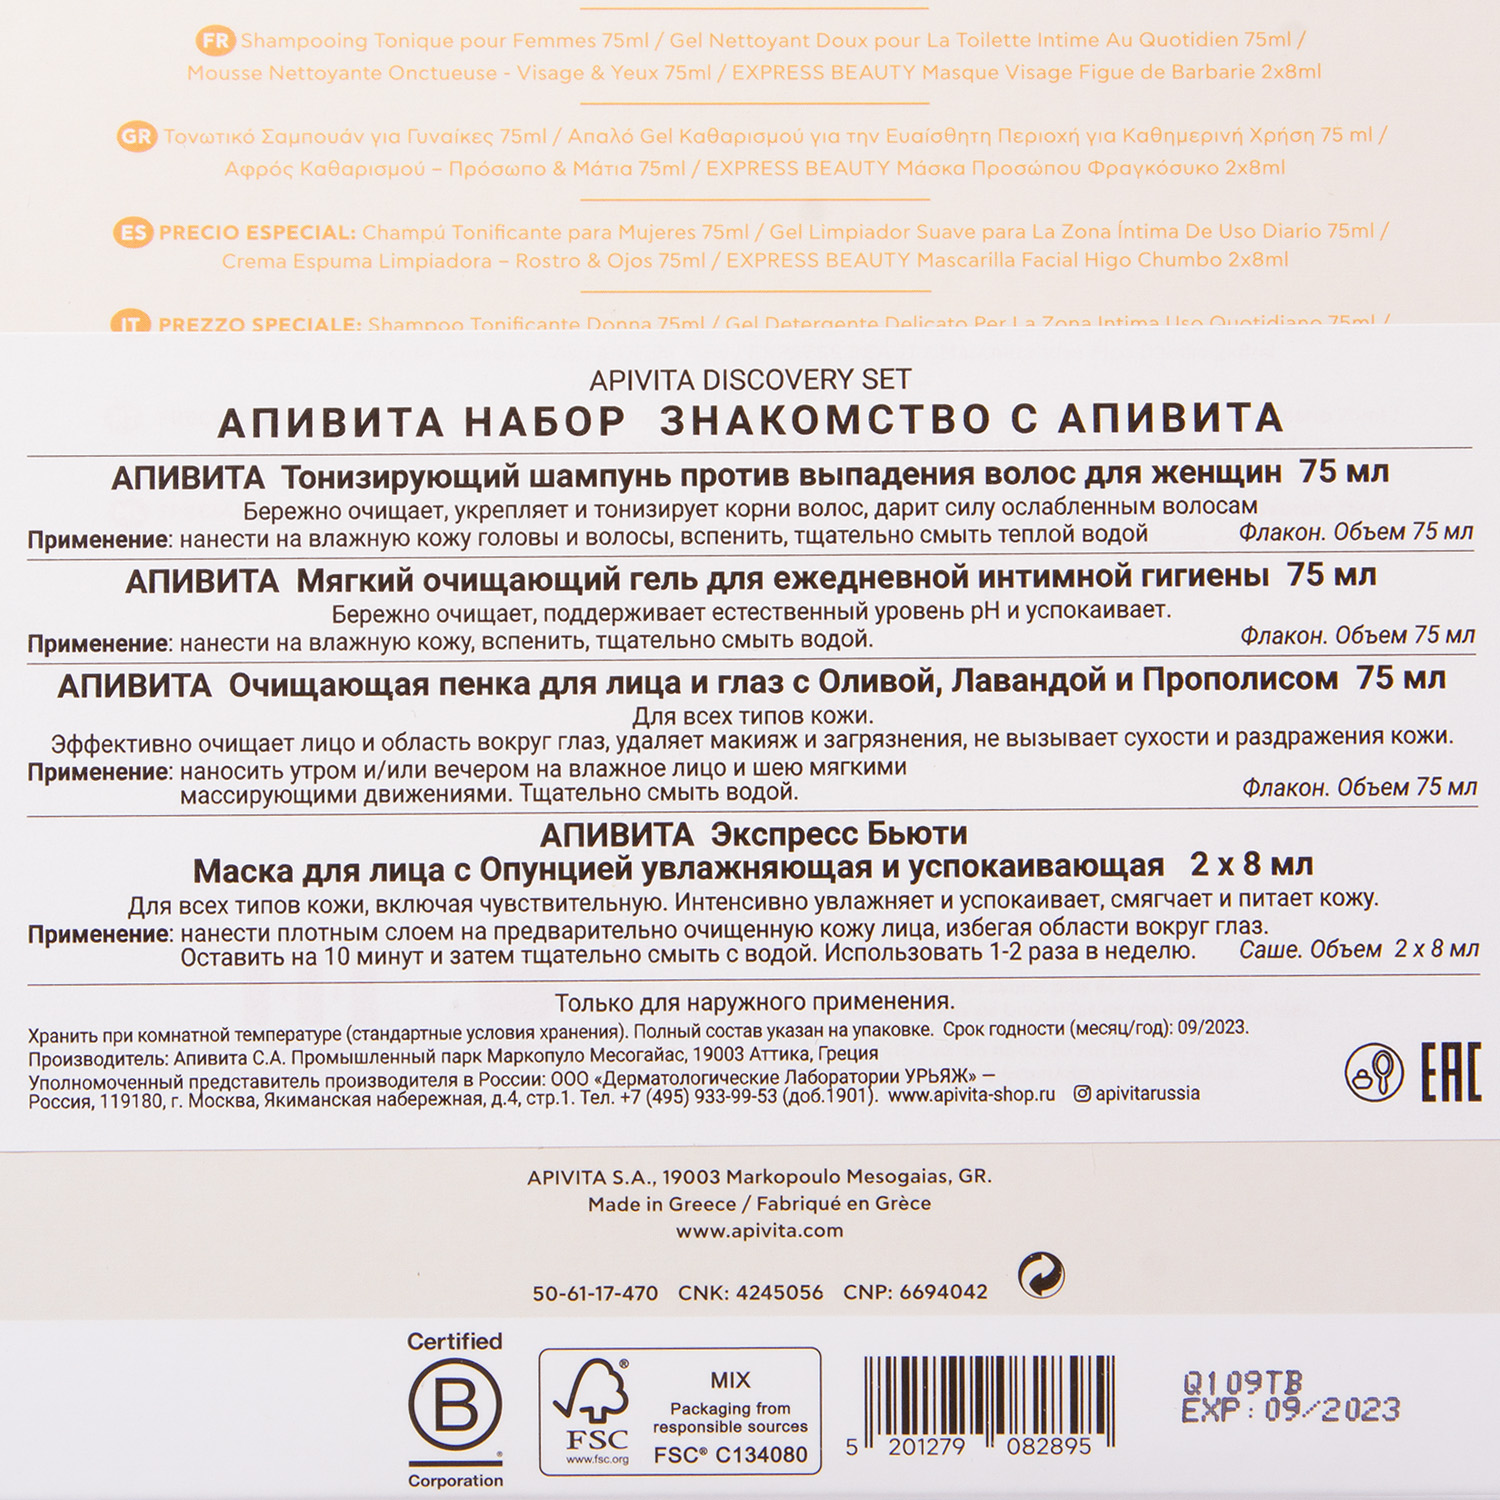 FR Shampooing Tonique pour Femmes 75ml / Gel Nettoyant Doux pour La Toilette Intime Au Quotidien 75ml /
Mousse Nettoyante Onctueuse - Visage & Yeux 75ml / EXPRESS BEAUTY Masque Visage Figue de Barbarie 2x8ml
GR Τονωτικό Σαμπουάν για Γυναίκες 75ml / Απαλό Gel Καθαρισμού για την Ευαίσθητη Περιοχή για Καθημερινή Χρήση 75 ml /
Αφρός Καθαρισμού – Πρόσωπο & Μάτια 75ml / EXPRESS BEAUTY Μάσκα Προσώπου Φραγκόσυκο 2x8ml
ES PRECIO ESPECIAL: Champú Tonificante para Mujeres 75ml / Gel Limpiador Suave para La Zona Íntima De Uso Diario 75ml /
Crema Espuma Limpiadora – Rostro & Ojos 75ml / EXPRESS BEAUTY Mascarilla Facial Higo Chumbo 2x8ml
IT PREZZO SPECIALE: Shampoo Tonificante Donna 75ml / Gel Detergente Delicato Per La Zona Intima Uso Quotidiano 75ml /
APIVITA DISCOVERY SET
АПИВИТА НАБОР ЗНАКОМСТВО С АПИВИТА
АПИВИТА Тонизирующий шампунь против выпадения волос для женщин 75 мл
Бережно очищает, укрепляет и тонизирует корни волос, дарит силу ослабленным волосам
Применение: нанести на влажную кожу головы и волосы, вспенить, тщательно смыть теплой водой Флакон. Объем 75 мл
АПИВИТА Мягкий очищающий гель для ежедневной интимной гигиены 75 мл
Бережно очищает, поддерживает естественный уровень pH и успокаивает.
Применение: нанести на влажную кожу, вспенить, тщательно смыть водой. Флакон. Объем 75 мл
АПИВИТА Очищающая пенка для лица и глаз с Оливой, Лавандой и Прополисом 75 мл
Для всех типов кожи.
Эффективно очищает лицо и область вокруг глаз, удаляет макияж и загрязнения, не вызывает сухости и раздражения кожи.
Применение: наносить утром и/или вечером на влажное лицо и шею мягкими
массирующими движениями. Тщательно смыть водой. Флакон. Объем 75 мл
АПИВИТА Экспресс Бьюти
Маска для лица с Опунцией увлажняющая и успокаивающая 2 x 8 мл
Для всех типов кожи, включая чувствительную. Интенсивно увлажняет и успокаивает, смягчает и питает кожу.
Применение: нанести плотным слоем на предварительно очищенную кожу лица, избегая области вокруг глаз.
Оставить на 10 минут и затем тщательно смыть с водой. Использовать 1-2 раза в неделю. Саше. Объем 2 x 8 мл
Только для наружного применения.
Хранить при комнатной температуре (стандартные условия хранения). Полный состав указан на упаковке. Срок годности (месяц/год): 09/2023.
Производитель: Апивита С.А. Промышленный парк Маркопуло Месогайас, 19003 Аттика, Греция
Уполномоченный представитель производителя в России: ООО «Дерматологические Лаборатории УРЬЯЖ» —
Россия, 119180, г. Москва, Якиманская набережная, д.4, стр.1. Тел. +7 (495) 933-99-53 (доб.1901). www.apivita-shop.ru apivitarussia
EAC
APIVITA S.A., 19003 Markopoulo Mesogaias, GR.
Made in Greece / Fabriqué en Grèce
www.apivita.com
50-61-17-470 CNK: 4245056 CNP: 6694042
Certified
B
Corporation
FSC
www.fsc.org
MIX
Packaging from
responsible sources
FSC® C134080
5 201279 082895
Q109TB
EXP: 09/2023